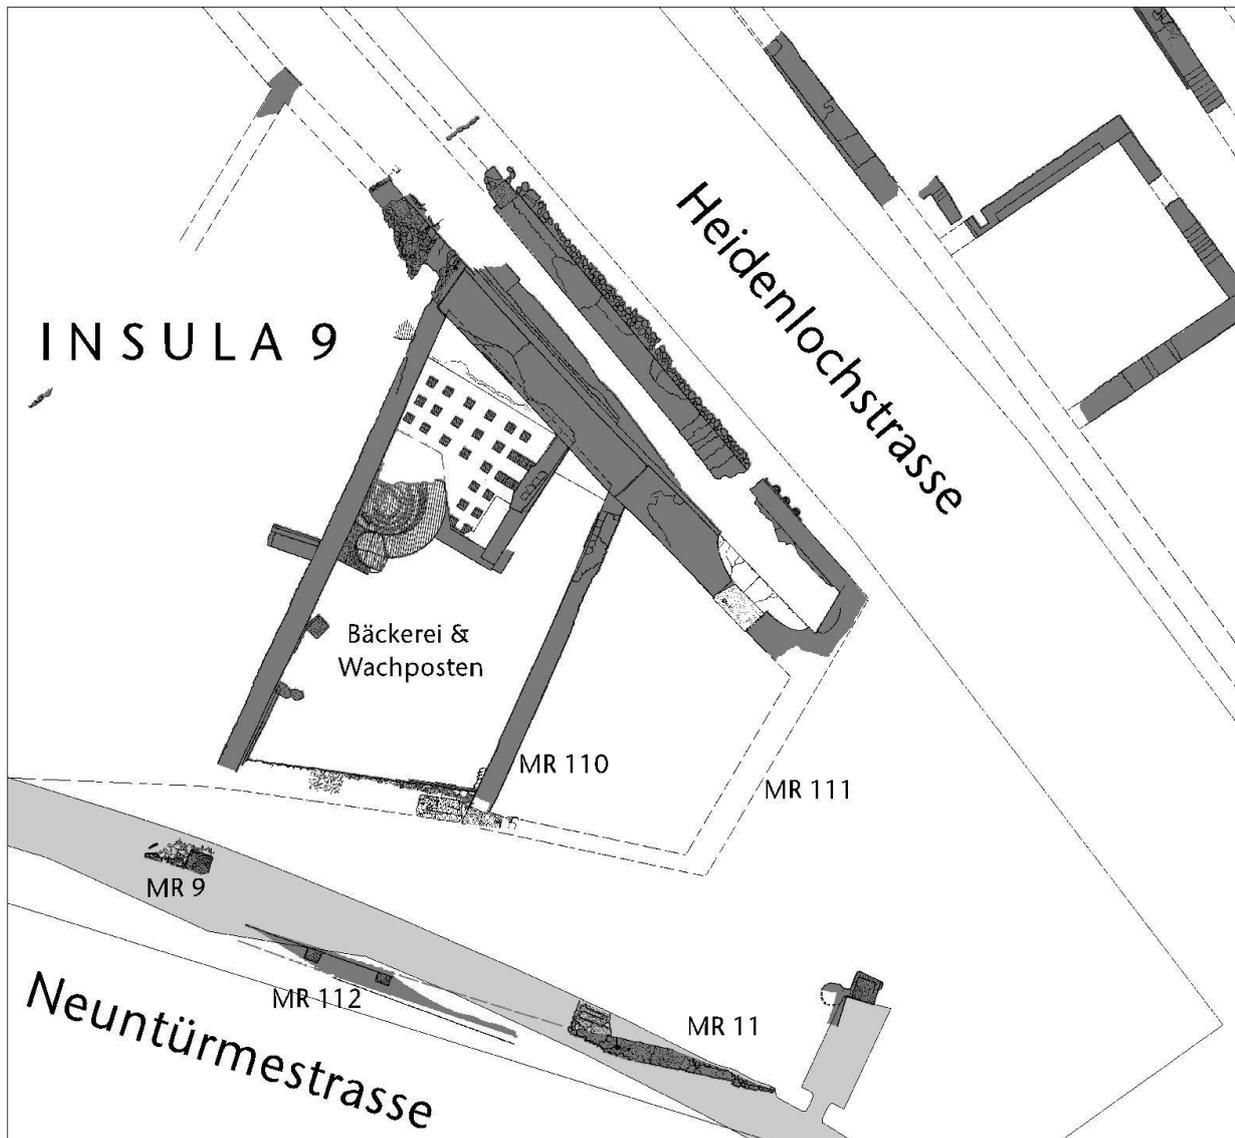 Heidenlochstrasse
INSULA 9
Bäckerei &
Wachposten
MR 110
MR 111
MR 9
MR 112
MR 11
Neuntürmestrasse